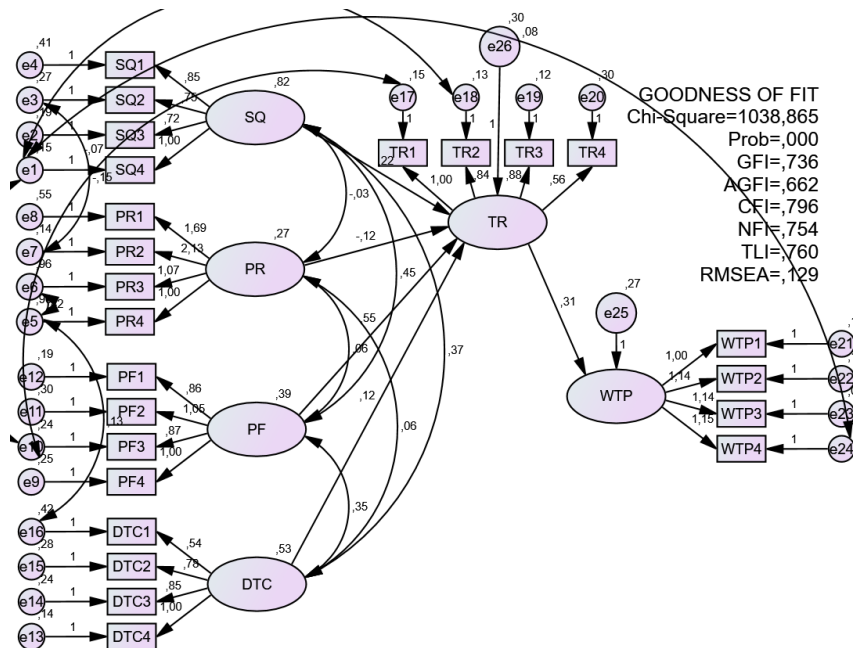 ,30
,08
e26
GOODNESS OF FIT
Chi-Square=1038,865
Prob=,000
GFI=,736
AGFI=,662
CFI=,796
NFI=,754
TLI=,760
RMSEA=,129
,41
e4 1 SQ1 ,85
,27
e3 1 SQ2 ,75
e2 1 SQ3 ,72
e1 1 SQ4 1,00
-,07
-,15
,82
SQ
,15 ,13 ,12 ,30
e17 e18 e19 e20
1 1 1 1 1
TR1 TR2 TR3 TR4
,22 1,00 ,84 ,88 ,56
TR
-,03
,55
e8 1 PR1 1,69
,14
e7 1 PR2 2,13
,96
e6 1 PR3 1,07
e5 1 PR4 1,00
,27
PR
-,12
,45
,55
,06
,37
,12
,06
,35
,31
,27
e25
1
WTP
1,00 WTP1 1 e21
1,14 WTP2 1 e22
1,14 WTP3 1 e23
1,15 WTP4 1 e24
,19
e12 1 PF1 ,86
,30
e11 1 PF2 1,05
,13
,24
e10 1 PF3 ,87
,25
e9 1 PF4 1,00
,39
PF
,42
e16 1 DTC1 ,54
,28
e15 1 DTC2 ,78
,24
e14 1 DTC3 ,85
,14
e13 1 DTC4 1,00
,53
DTC